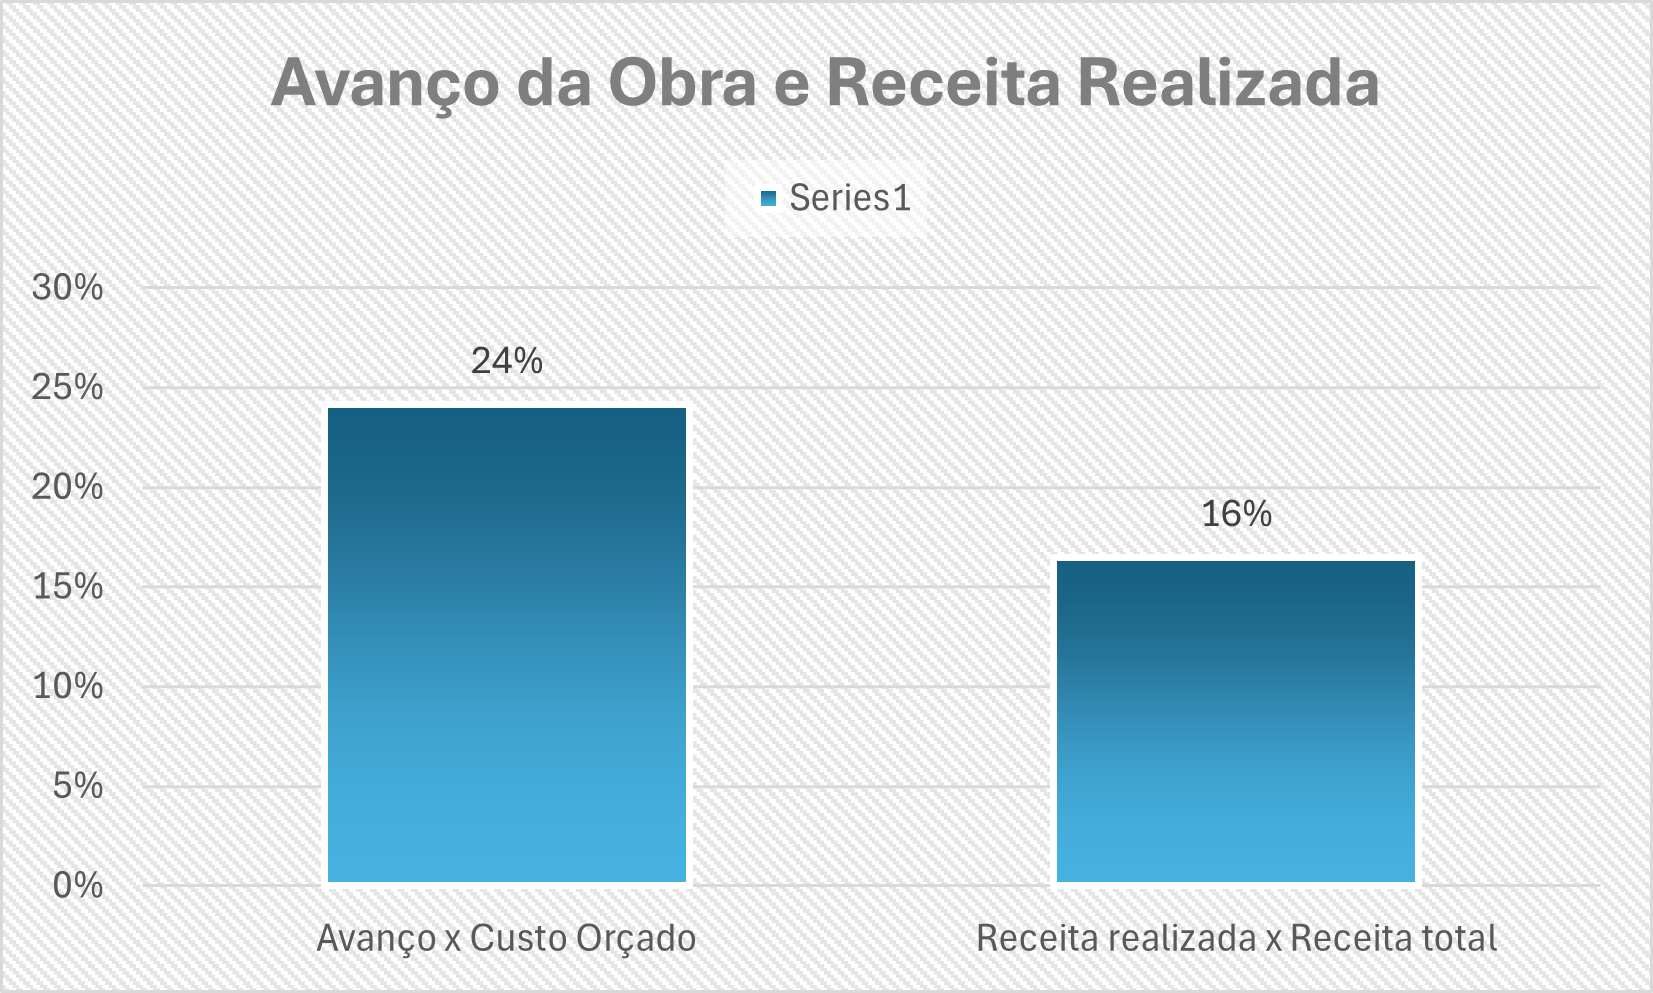 Avanço da Obra e Receita Realizada
Series1
30%
25%
20%
15%
10%
5%
0%
24%
16%
Avanço x Custo Orçado
Receita realizada x Receita total